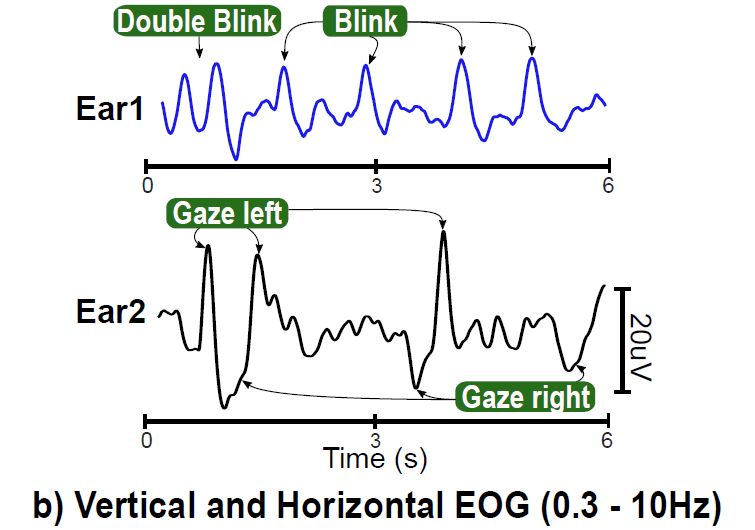 Double Blink Blink
Ear1
0 3 6
Gaze left
Ear2
20uV
Gaze right
0 3 6
Time (s)
b) Vertical and Horizontal EOG (0.3 - 10Hz)